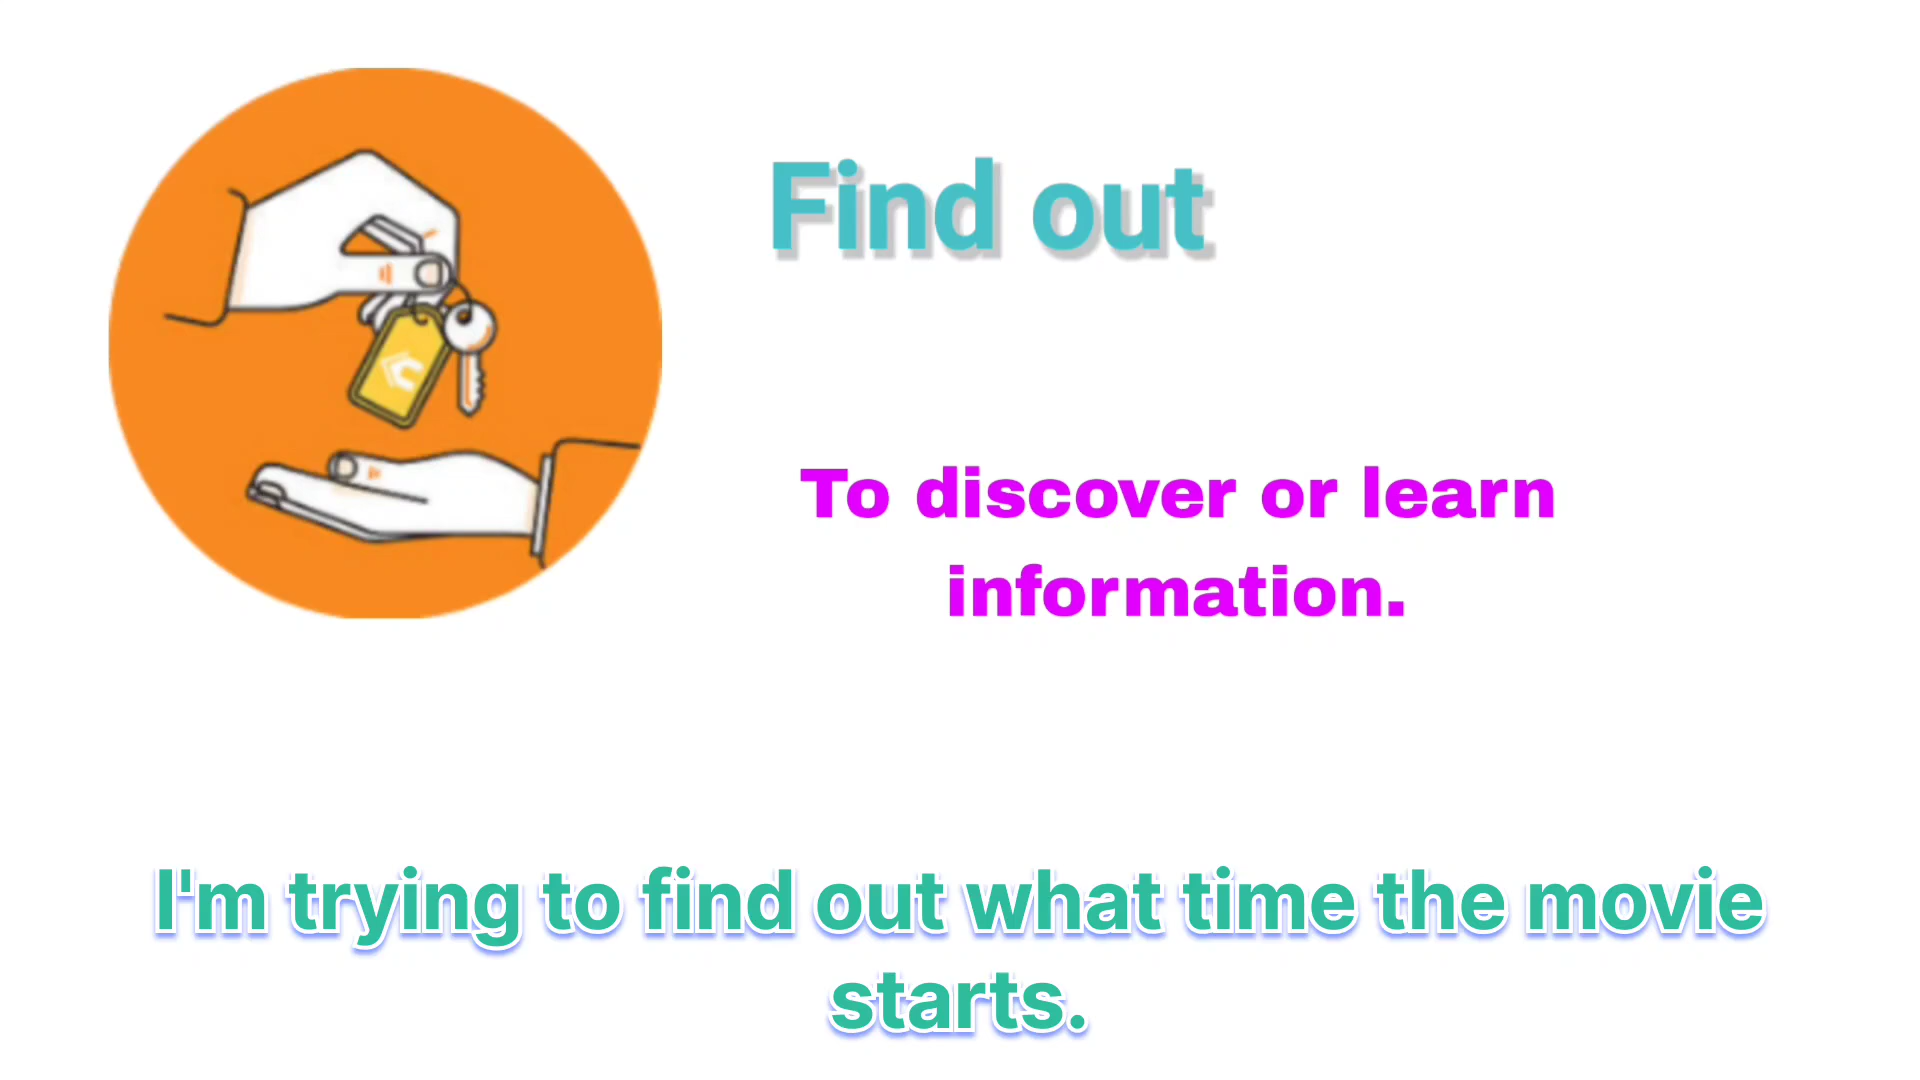 Find out
To discover or learn
information.
I'm trying to find out what time the movie
starts.